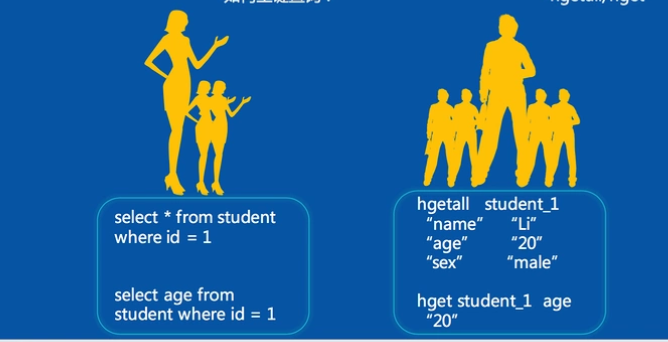 hgetall/hget
select * from student
where id = 1
select age from
student where id = 1
hgetall student_1
“name” “Li”
“age” “20”
“sex” “male”
hget student_1 age
“20”